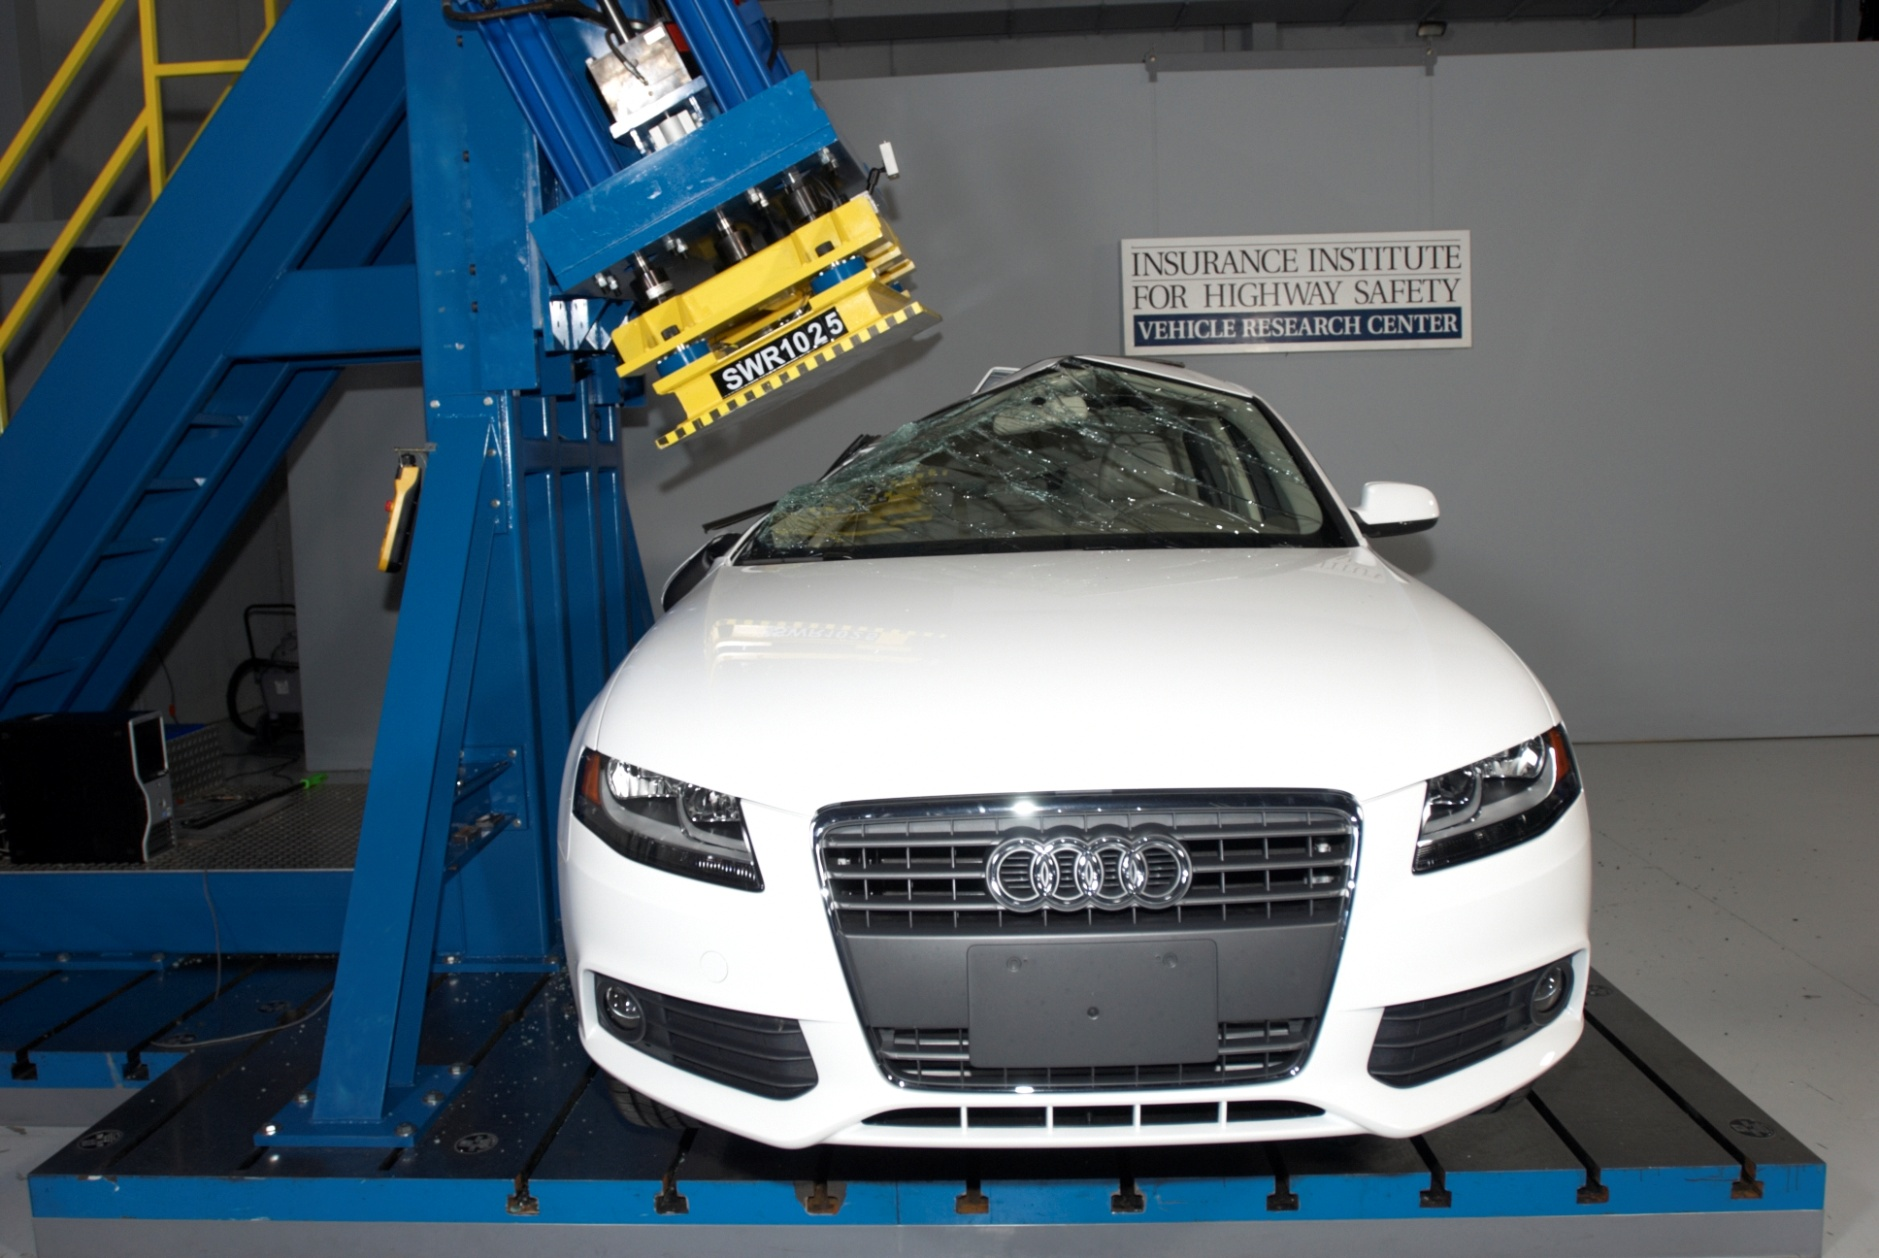 INSURANCE INSTITUTE
FOR HIGHWAY SAFETY
VEHICLE RESEARCH CENTER
SWR1025